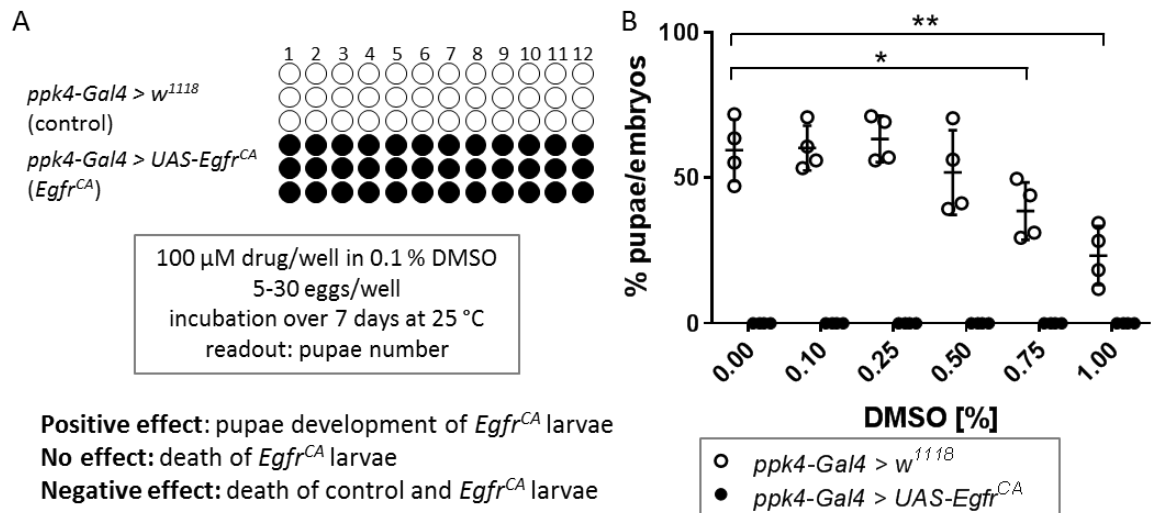 A
1 2 3 4 5 6 7 8 9 10 11 12
ppk4-Gal4 > w1118
(control)
ppk4-Gal4 > UAS-EgfrCA
(EgfrCA)
100 µM drug/well in 0.1 % DMSO
5-30 eggs/well
incubation over 7 days at 25 °C
readout: pupae number
Positive effect: pupae development of EgfrCA larvae
No effect: death of EgfrCA larvae
Negative effect: death of control and EgfrCA larvae
B
**
*
% pupae/embryos
100
50
0
0.00 0.10 0.25 0.50 0.75 1.00
DMSO [%]
ppk4-Gal4 > w1118
ppk4-Gal4 > UAS-EgfrCA